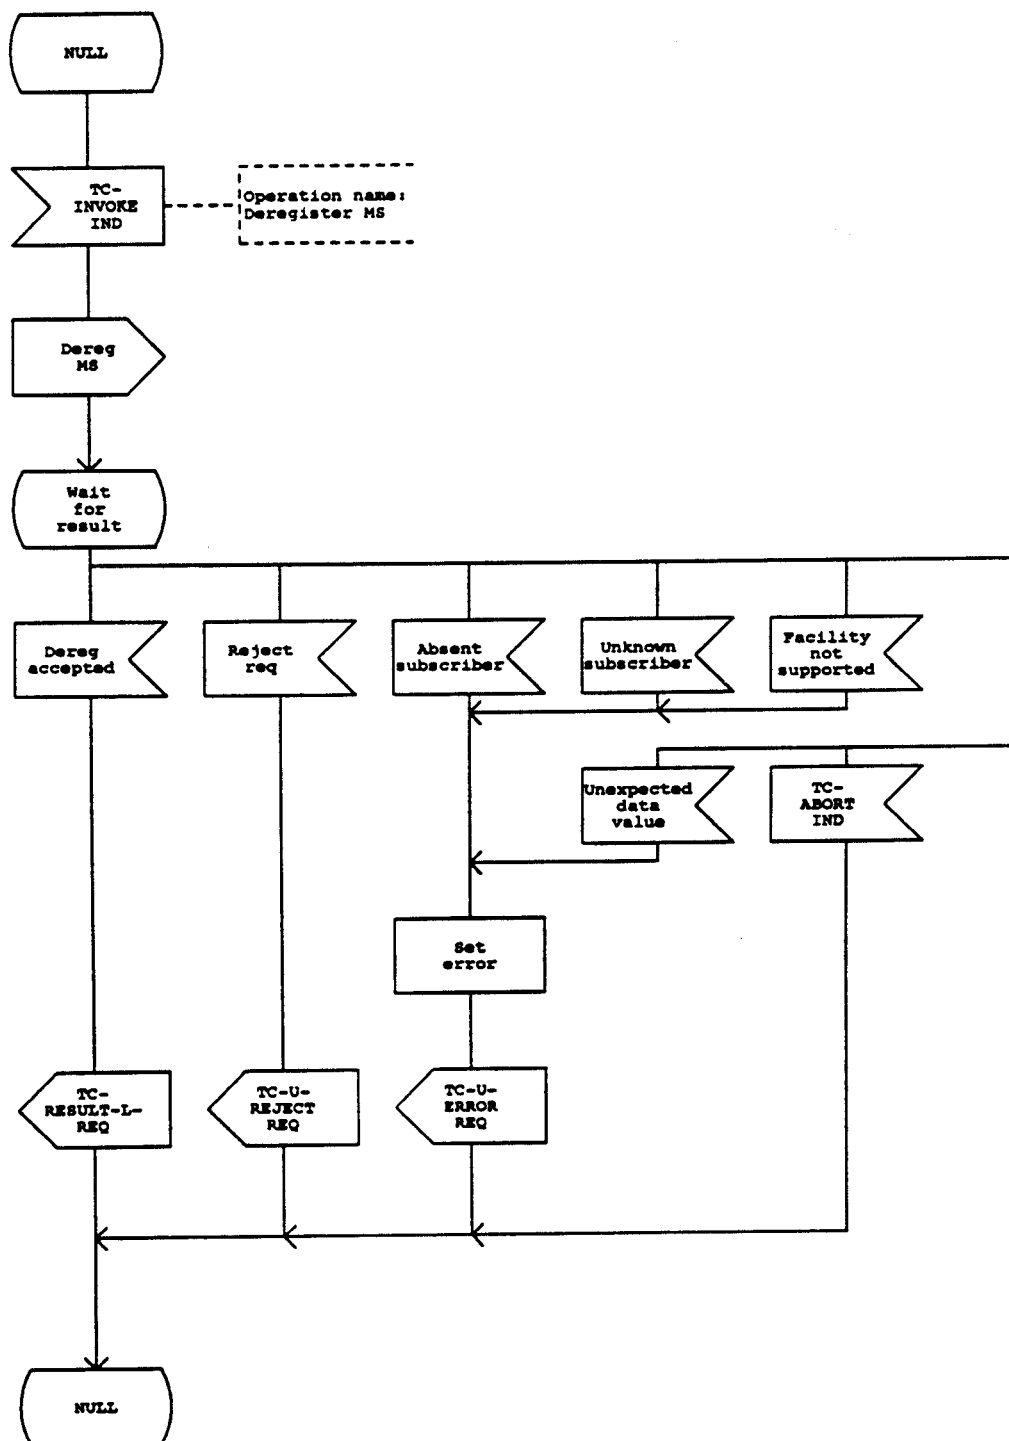 NULL
TC-
INVOKE
IND
Operation name:
Deregister MS
Dereg
MS
Wait
for
result
Dereg
accepted
Reject
req
Absent
subscriber
Unknown
subscriber
Facility
not
supported
Unexpected
data
value
TC-
ABORT
IND
Set
error
TC-
RESULT-L-
REQ
TC-U-
REJECT
REQ
TC-U-
ERROR
REQ
NULL